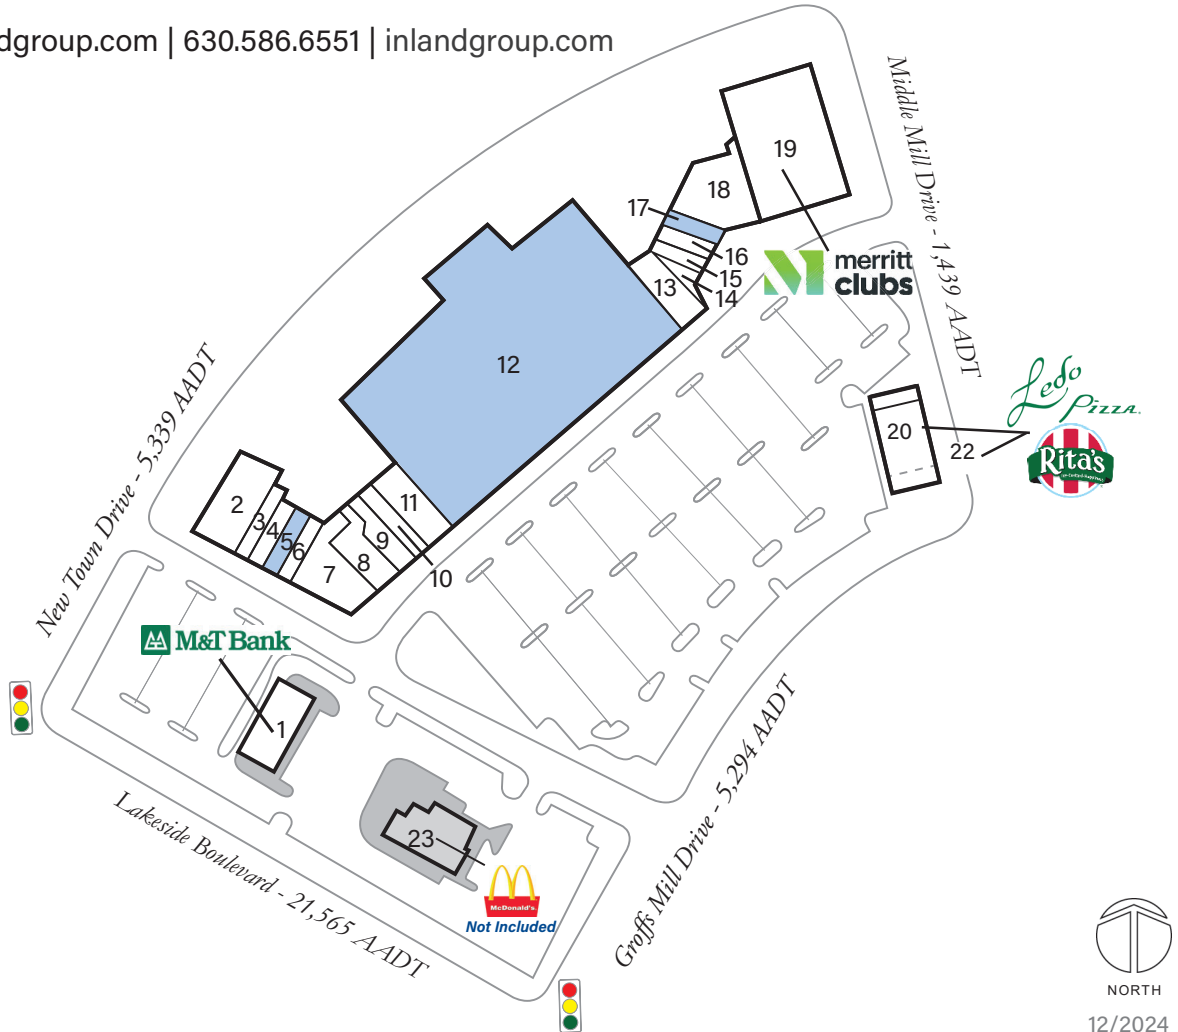 dgroup.com | 630.586.6551 | inlandgroup.com
Middle Mill Drive - 1,439 AADT
19
18
17
16
15
14
13
merritt
clubs
12
New Town Drive - 5,339 AADT
Ledo
Pizza
20
22
Rita's
2
3
4
5
6
7
8
9
10
11
M&T Bank
1
Lakeside Boulevard - 21,565 AADT
23
McDonald's
Not Included
Groffs Mill Drive - 5,294 AADT
NORTH
12/2024